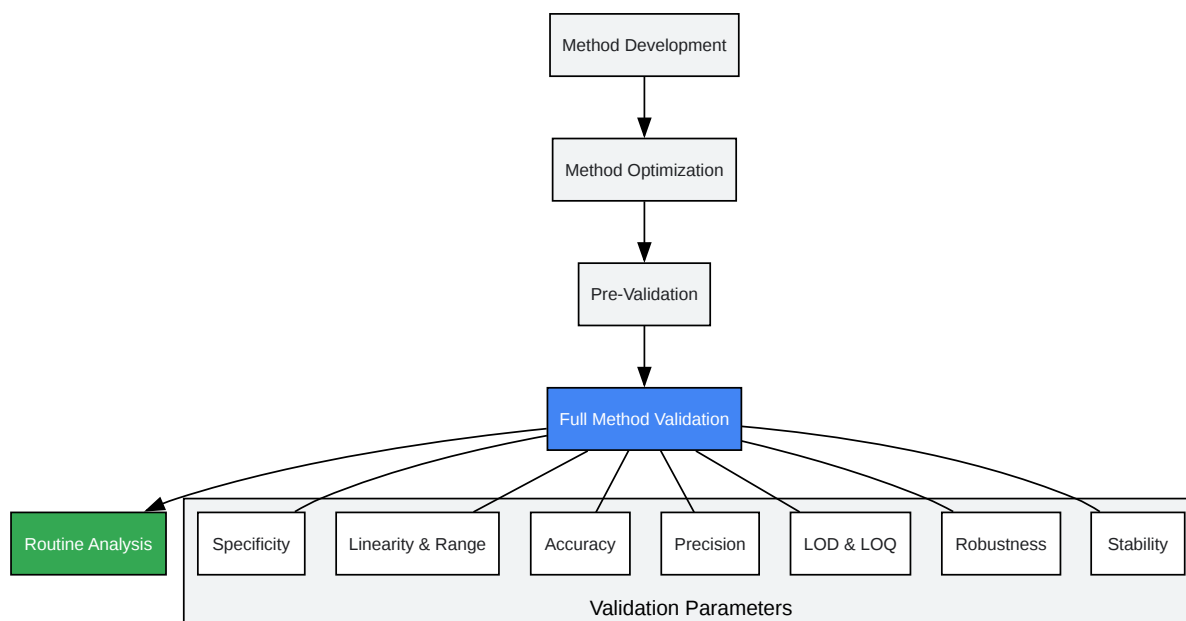 Method Development
Method Optimization
Pre-Validation
Full Method Validation
Routine Analysis
Specificity
Linearity & Range
Accuracy
Precision
LOD & LOQ
Robustness
Stability
Validation Parameters